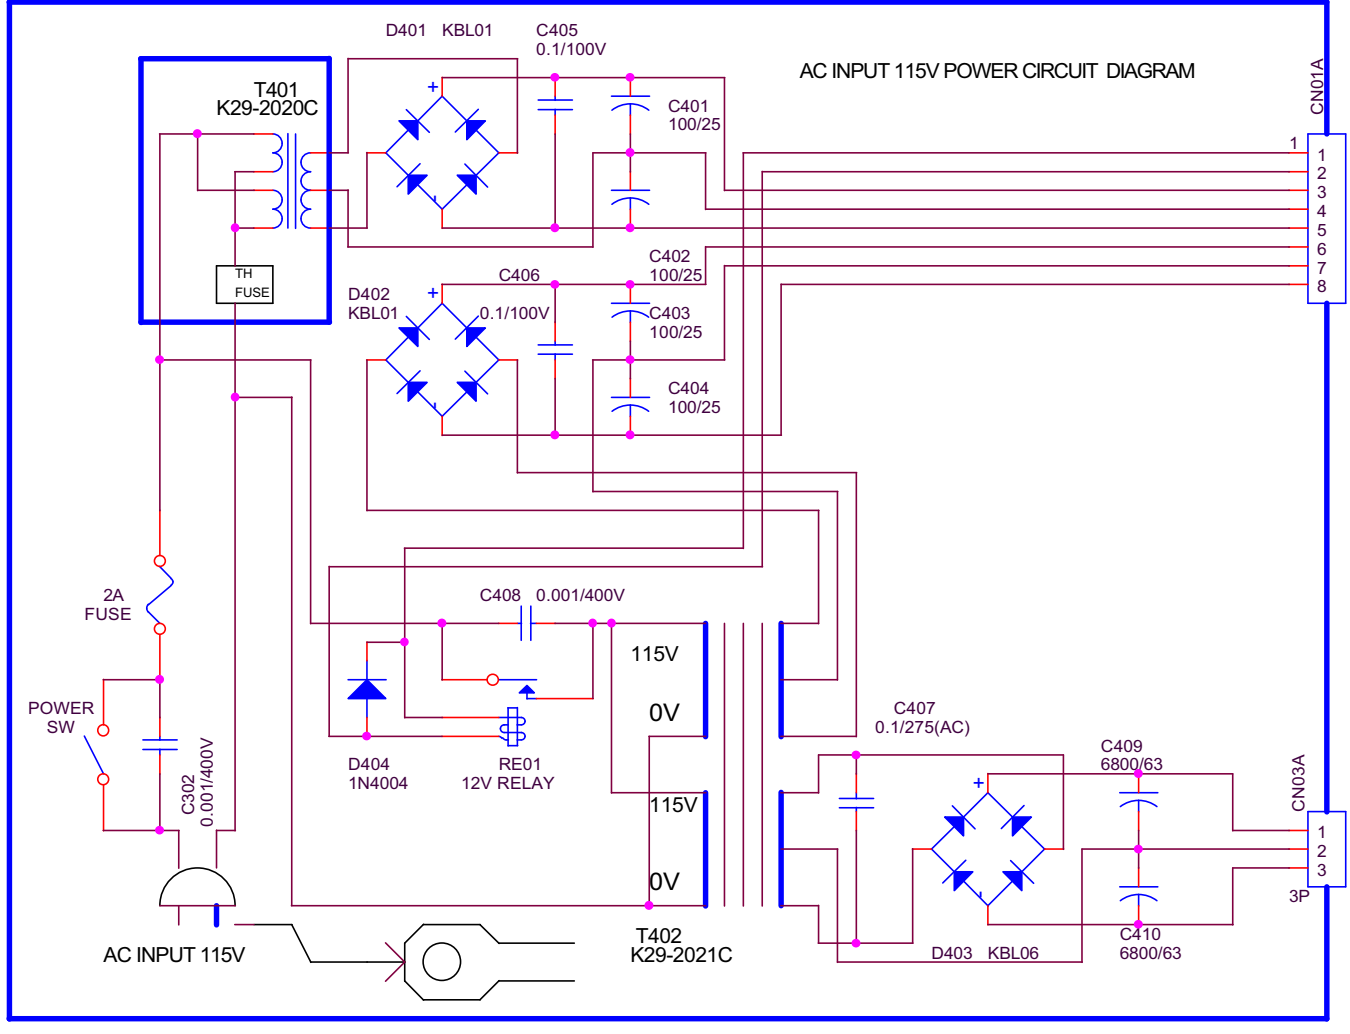 D401 KBL01
C405
0.1/100V
AC INPUT 115V POWER CIRCUIT DIAGRAM
CN01A
T401
K29-2020C
+
C401
100/25
1
1
2
3
4
5
6
7
8
TH
FUSE
C402
100/25
C406
0.1/100V
D402
KBL01
+
C403
100/25
C404
100/25
2A
FUSE
C408 0.001/400V
115V
0V
POWER
SW
C302
0.001/400V
D404
1N4004
RE01
12V RELAY
C407
0.1/275(AC)
C409
6800/63
CN03A
115V
0V
+
1
2
3
3P
T402
K29-2021C
C410
6800/63
D403 KBL06
AC INPUT 115V